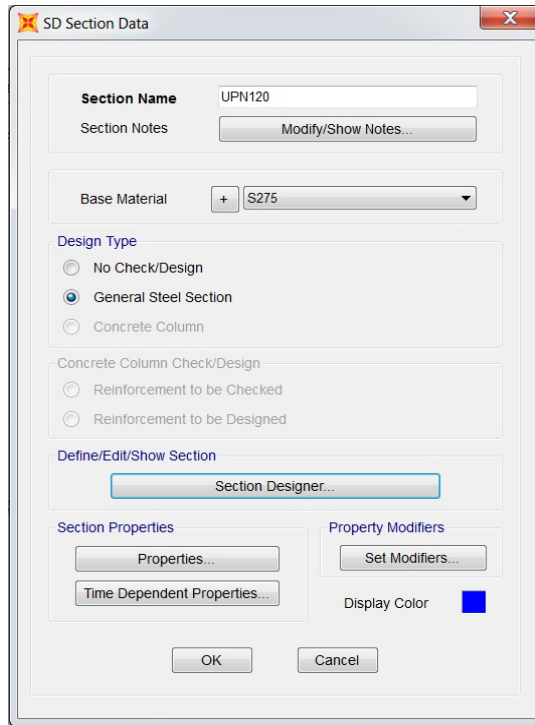 SD Section Data
Section Name UPN120
Section Notes Modify/Show Notes...
Base Material + S275
Design Type
No Check/Design
General Steel Section
Concrete Column
Concrete Column Check/Design
Reinforcement to be Checked
Reinforcement to be Designed
Define/Edit/Show Section
Section Designer...
Section Properties Property Modifiers
Properties... Set Modifiers...
Time Dependent Properties... Display Color
OK Cancel